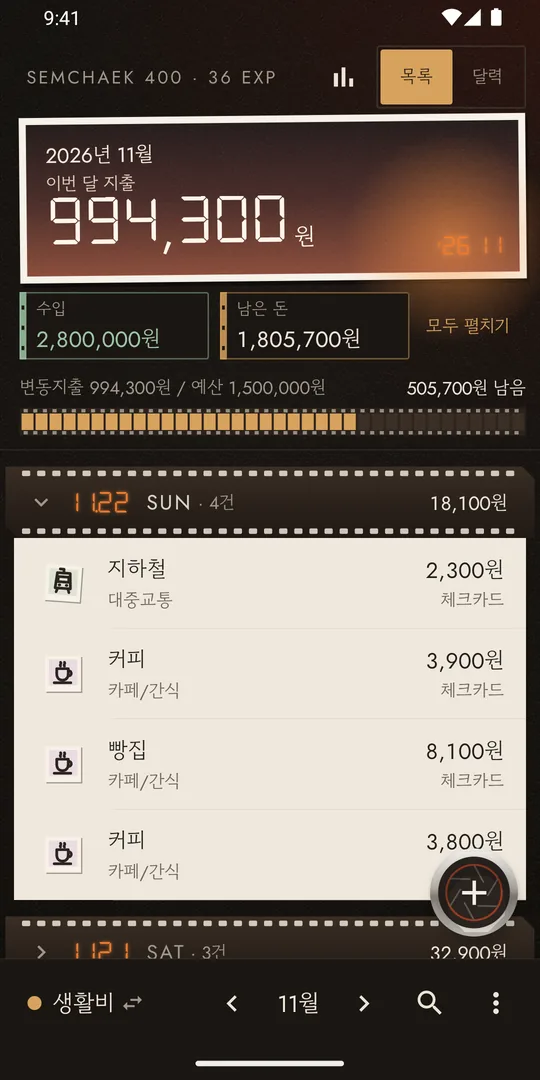 9:41
SEMCHAEK 400 · 36 EXP
목록
달력
2026년 11월
이번 달 지출
994,300원
'26 11
수입
2,800,000원
남은 돈
1,805,700원
모두 펼치기
변동지출 994,300원 / 예산 1,500,000원
505,700원 남음
11.22 SUN · 4건
18,100원
지하철
2,300원
대중교통
체크카드
커피
3,900원
카페/간식
체크카드
빵집
8,100원
카페/간식
체크카드
커피
3,800원
카페/간식
11.21 SAT · 3건
32,900원
생활비
11월